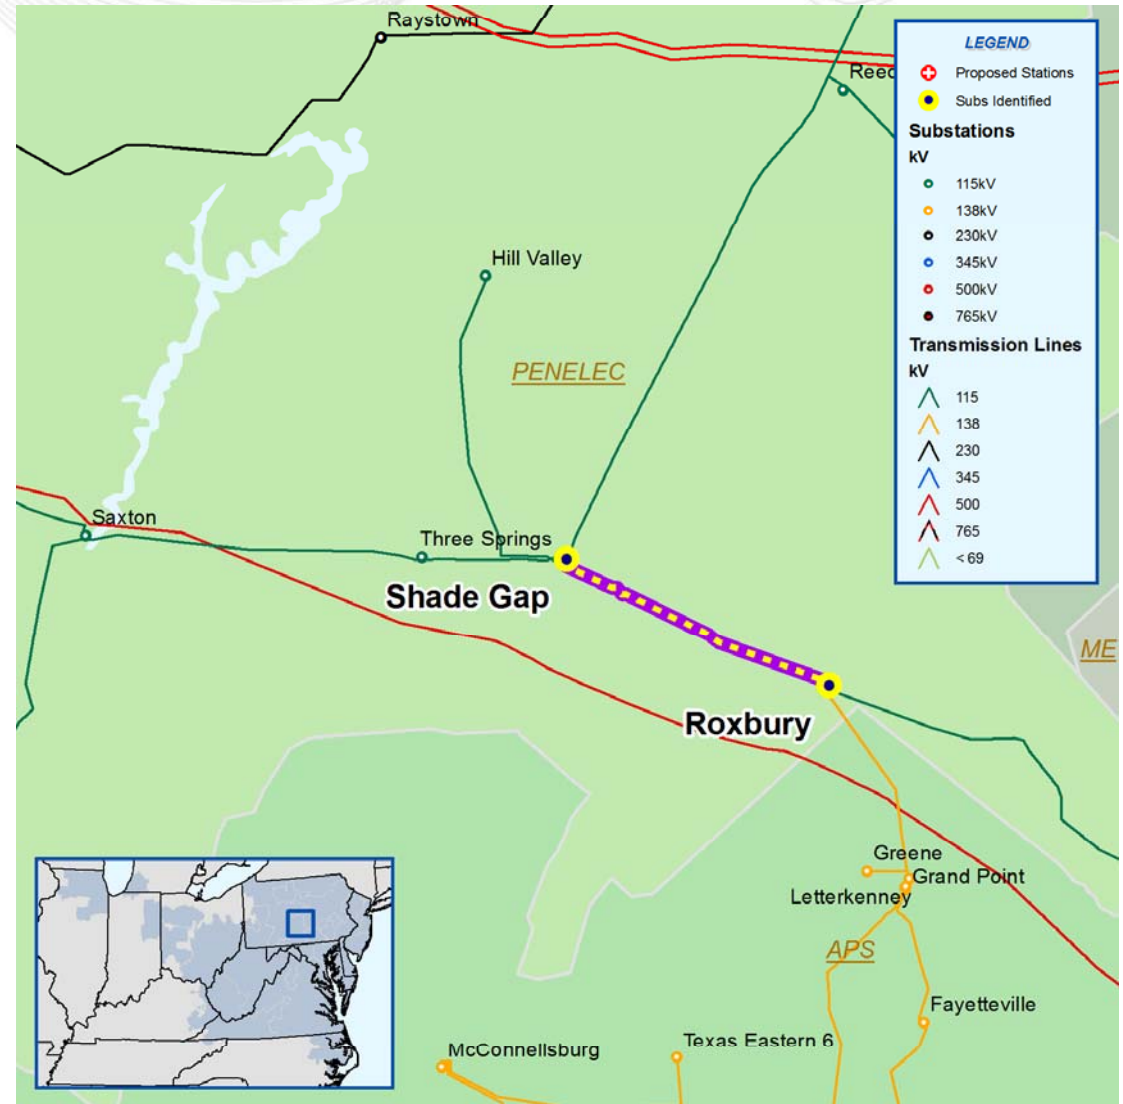 Raystown
Reed
Hill Valley
PENELEC
Saxton
Three Springs
Shade Gap
Roxbury
ME
Greene
Grand Point
Letterkenney
APS
Fayetteville
Texas Eastern 6
McConnellsburg
LEGEND
Proposed Stations
Subs Identified
Substations
kV
115kV
138kV
230kV
345kV
500kV
765kV
Transmission Lines
kV
115
138
230
345
500
765
< 69